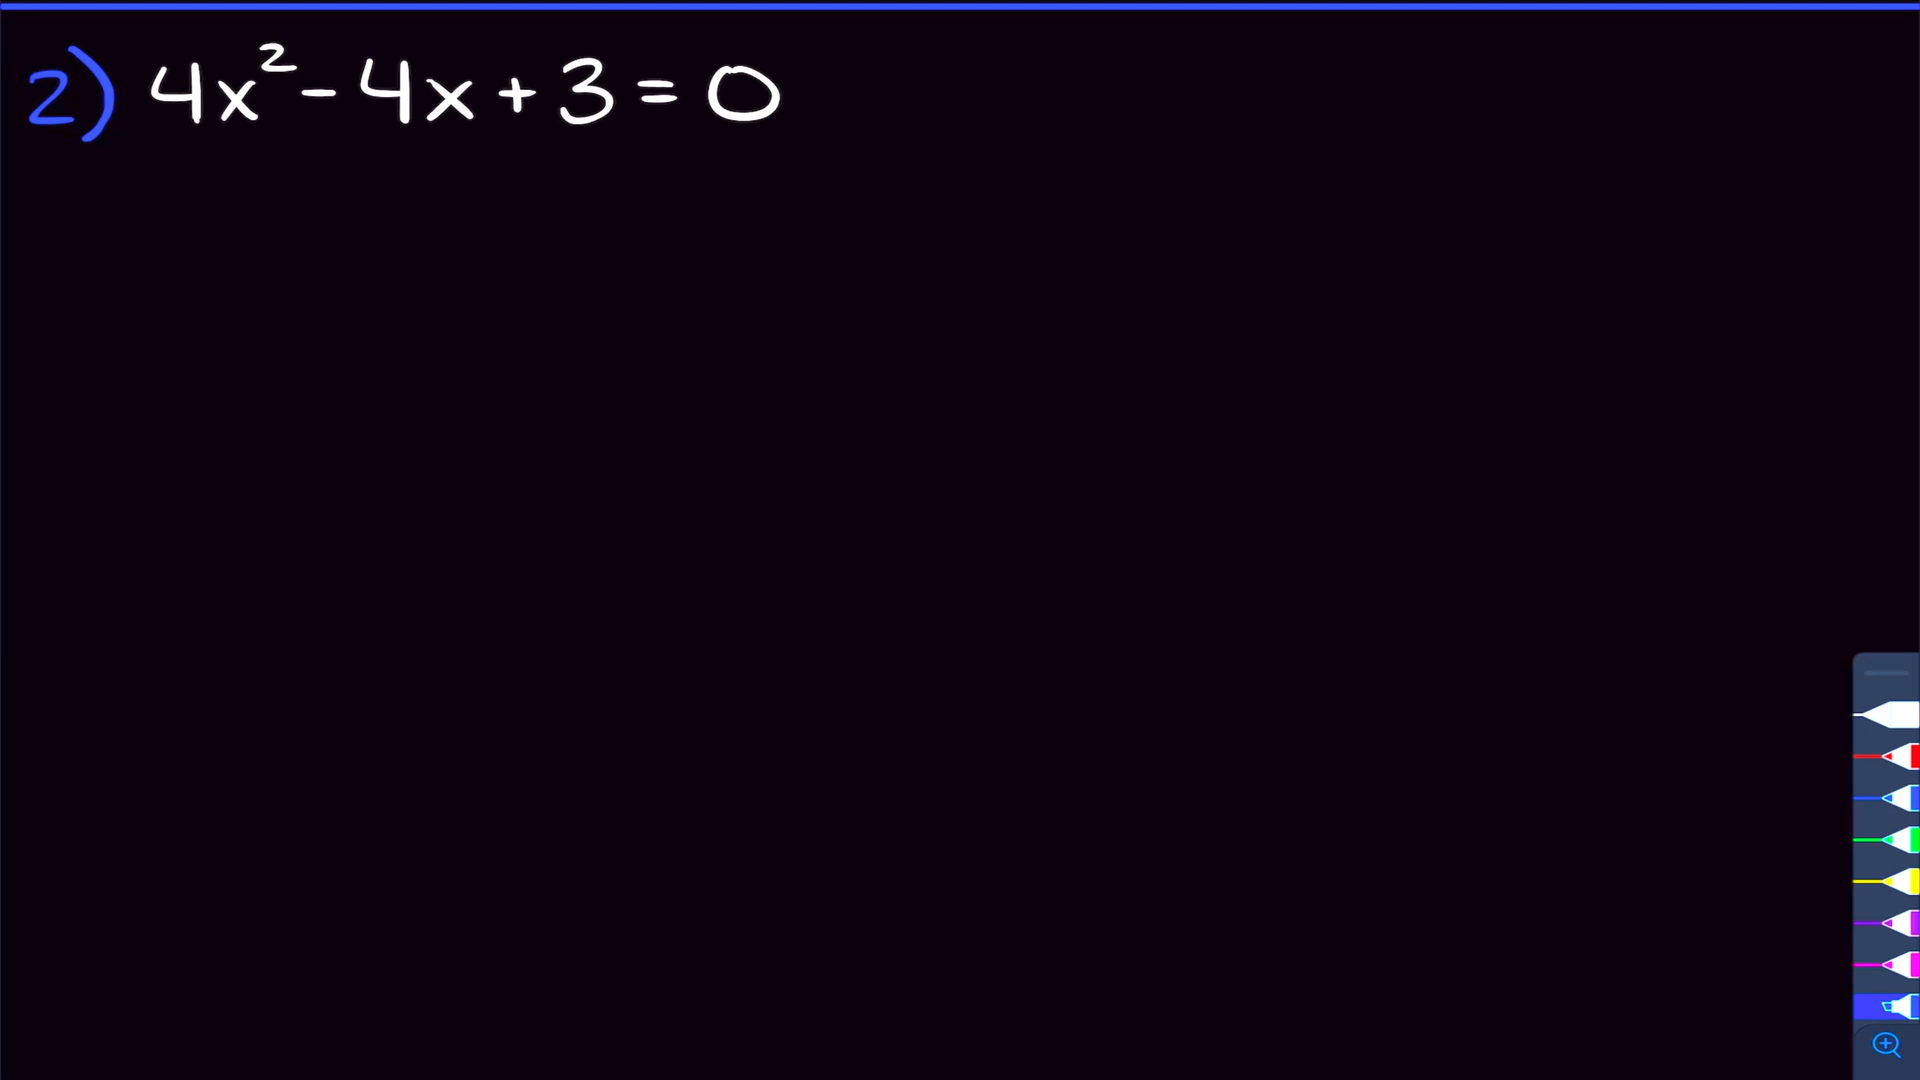 2) 4x² - 4x + 3 = 0